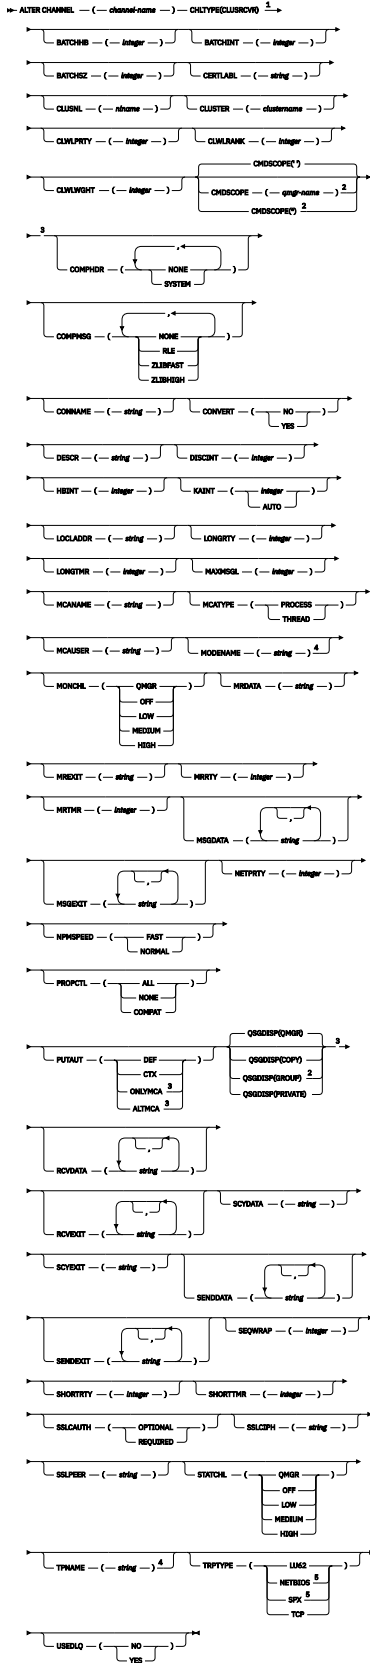 ALTER CHANNEL ( channel-name ) CHLTYPE(CLUSRCVR) 1
BATCHHB ( integer ) BATCHINT ( integer )
BATCHSZ ( integer ) CERTLABL ( string )
CLUSNL ( nlname ) CLUSTER ( clustername )
CLWLPRTY ( integer ) CLWLRANK ( integer )
CMDSCOPE(' ')
CLWLWGHT ( integer ) CMDSCOPE ( qmgr-name ) 2
CMDSCOPE(*) 2
3
,
COMPHDR ( NONE )
SYSTEM
,
COMPMSG ( NONE )
RLE
ZLIBFAST
ZLIBHIGH
CONNAME ( string ) CONVERT ( NO )
YES
DESCR ( string ) DISCINT ( integer )
HBINT ( integer ) KAINT ( integer )
AUTO
LOCLADDR ( string ) LONGRTY ( integer )
LONGTMR ( integer ) MAXMSGL ( integer )
MCANAME ( string ) MCATYPE ( PROCESS )
THREAD
MCAUSER ( string ) MODENAME ( string ) 4
MONCHL ( QMGR ) MRDATA ( string )
OFF
LOW
MEDIUM
HIGH
MREXIT ( string ) MRRTY ( integer )
MRTMR ( integer ) ,
MSGDATA ( string )
,
MSGEXIT ( string ) NETPRTY ( integer )
NPMSPEED ( FAST )
NORMAL
PROPCTL ( ALL )
NONE
COMPAT
QSGDISP(QMGR)
PUTAUT ( DEF ) QSGDISP(COPY) 3
CTX QSGDISP(GROUP) 2
ONLYMCA 3 QSGDISP(PRIVATE)
ALTMCA 3
,
RCVDATA ( string )
,
RCVEXIT ( string ) SCYDATA ( string )
SCYEXIT ( string ) ,
SENDDATA ( string )
,
SENDEXIT ( string ) SEQWRAP ( integer )
SHORTRTY ( integer ) SHORTTMR ( integer )
SSLCAUTH ( OPTIONAL ) SSLCIPH ( string )
REQUIRED
SSLPEER ( string ) STATCHL ( QMGR )
OFF
LOW
MEDIUM
HIGH
TPNAME ( string ) 4 TRPTYPE ( LU62 )
NETBIOS 5
SPX 5
TCP
USEDLQ ( NO )
YES